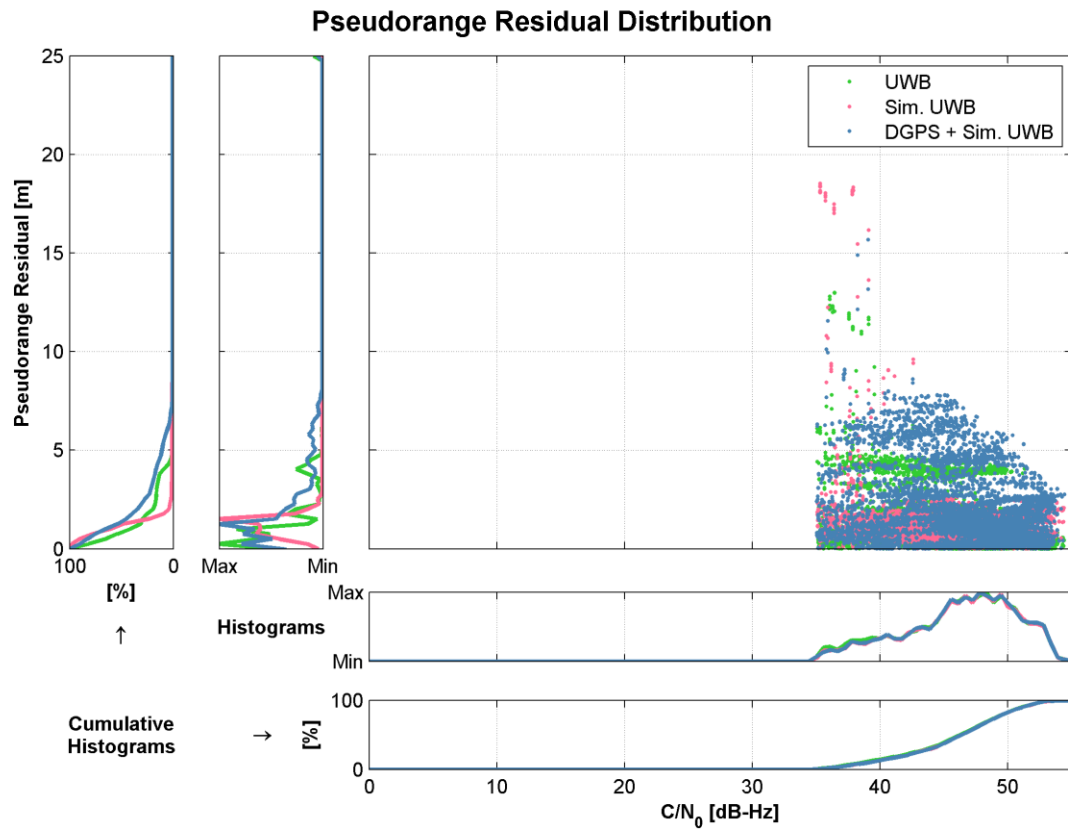 Pseudorange Residual Distribution
25
20
15
10
5
0
Pseudorange Residual [m]
100 0
[%]
↑
Max Min
UWB
Sim. UWB
DGPS + Sim. UWB
Histograms
Max
Min
Cumulative
Histograms
→
[%]
100
0
0 10 20 30 40 50
C/N0 [dB-Hz]